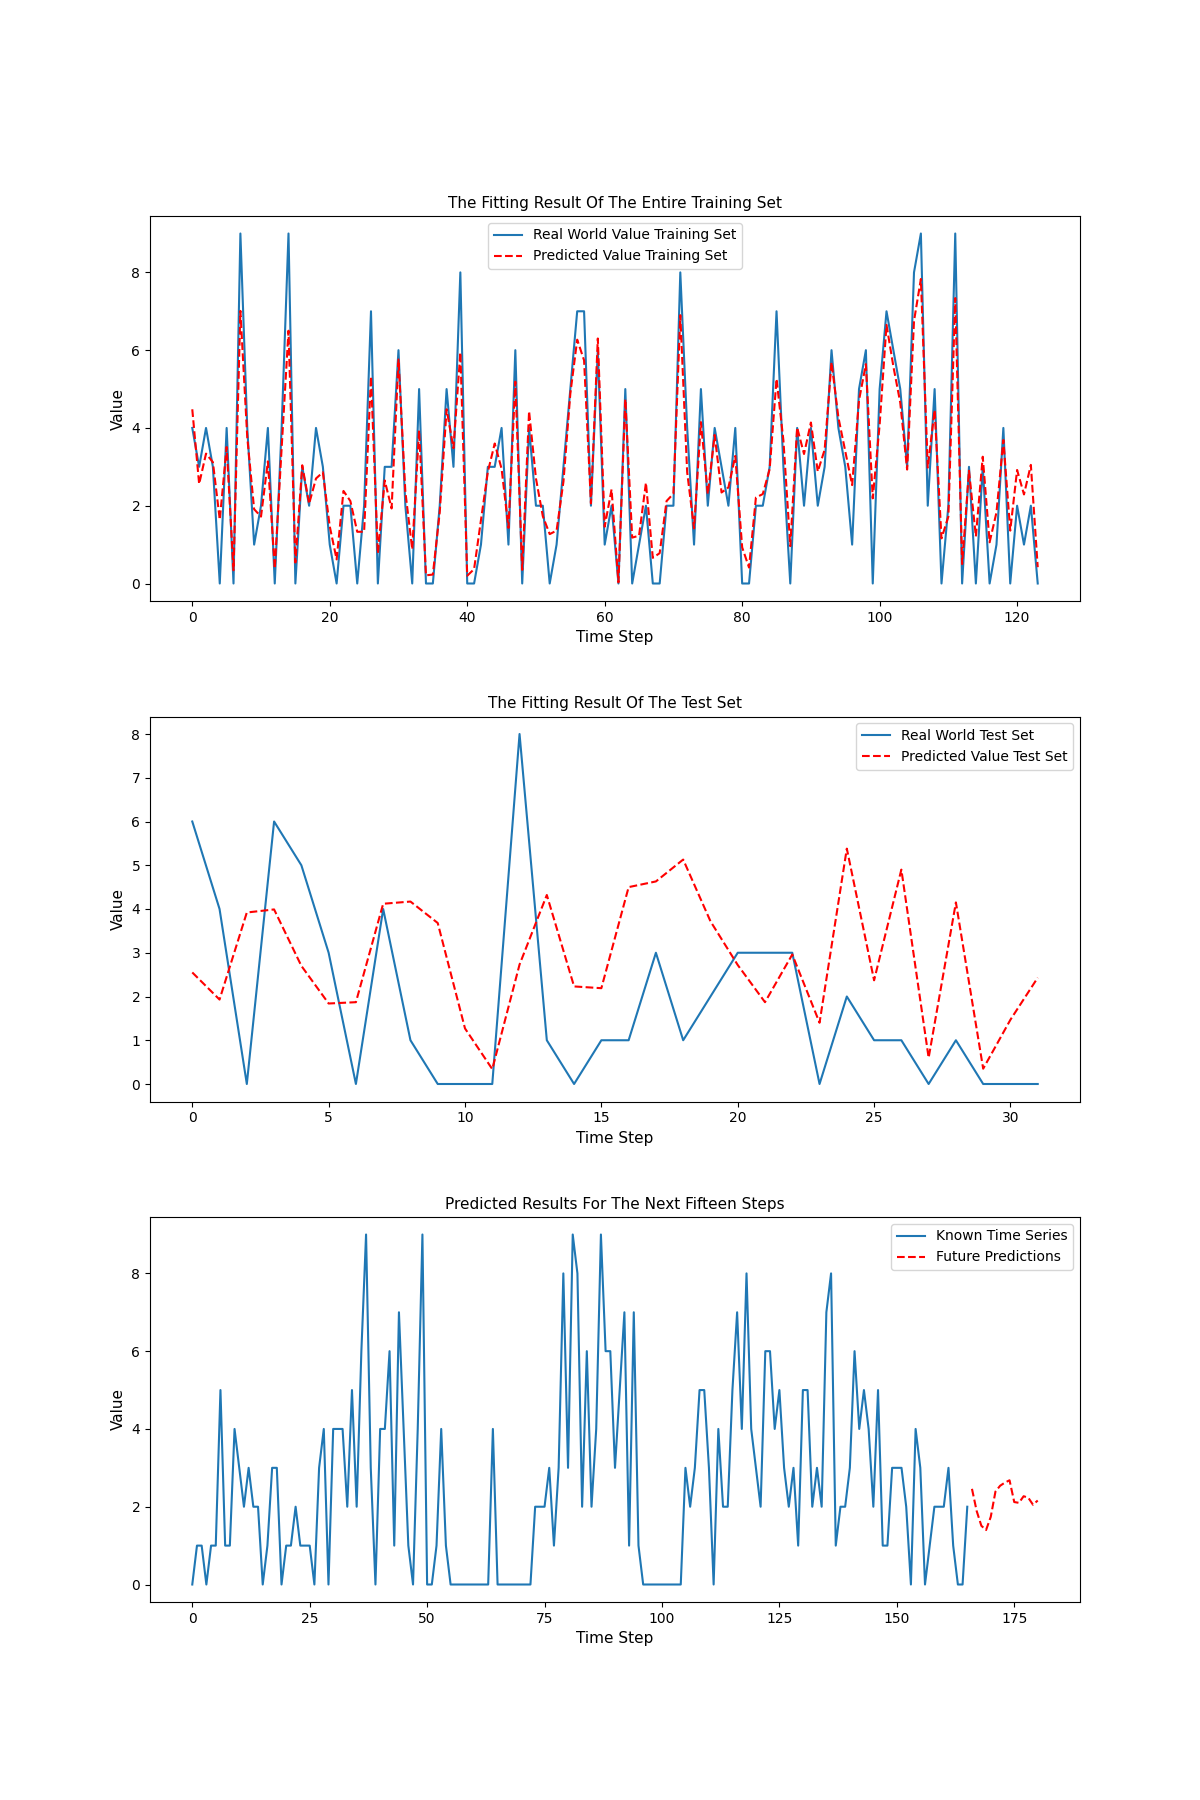 The Fitting Result Of The Entire Training Set
Real World Value Training Set
Predicted Value Training Set
Value
8
6
4
2
0
0 20 40 60 80 100 120
Time Step
The Fitting Result Of The Test Set
Real World Test Set
Predicted Value Test Set
Value
8
7
6
5
4
3
2
1
0
0 5 10 15 20 25 30
Time Step
Predicted Results For The Next Fifteen Steps
Known Time Series
Future Predictions
Value
8
6
4
2
0
0 25 50 75 100 125 150 175
Time Step